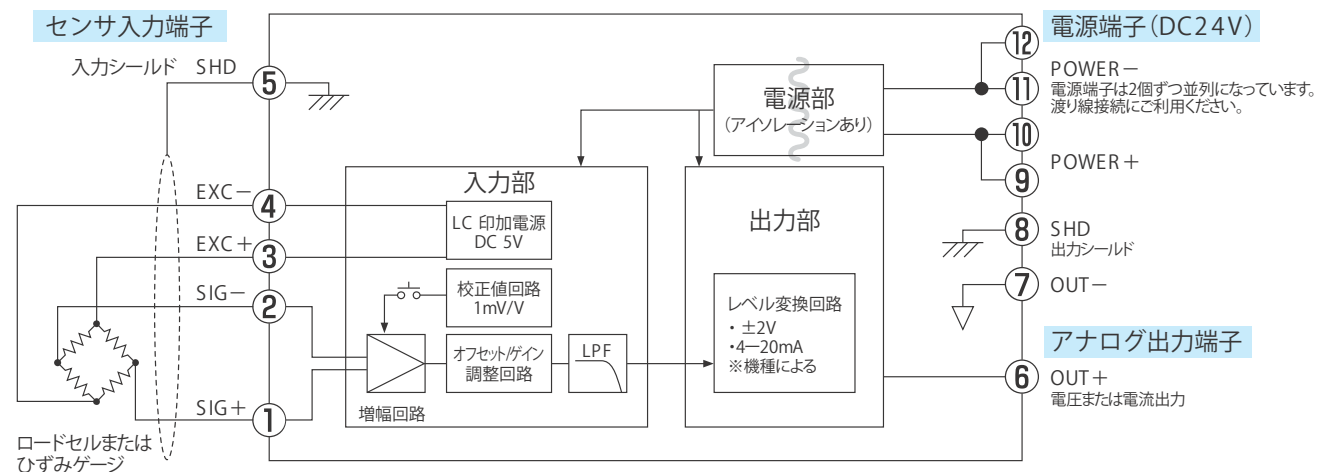 センサ入力端子
入力シールド SHD
⑤
EXC－
④
EXC＋
③
SIG－
②
SIG＋
①
ロードセルまたは
ひずみゲージ
入力部
LC 印加電源
DC 5V
校正値回路
1mV/V
オフセット/ゲイン
調整回路
LPF
増幅回路
電源部
(アイソレーションあり)
出力部
レベル変換回路
・ ±2V
・4ー20mA
※機種による
電源端子(DC24V)
⑫
POWER－
⑪
電源端子は2個ずつ並列になっています。
渡り線接続にご利用ください。
⑩
POWER＋
⑨
⑧
SHD
出力シールド
⑦
OUT－
アナログ出力端子
⑥
OUT＋
電圧または電流出力